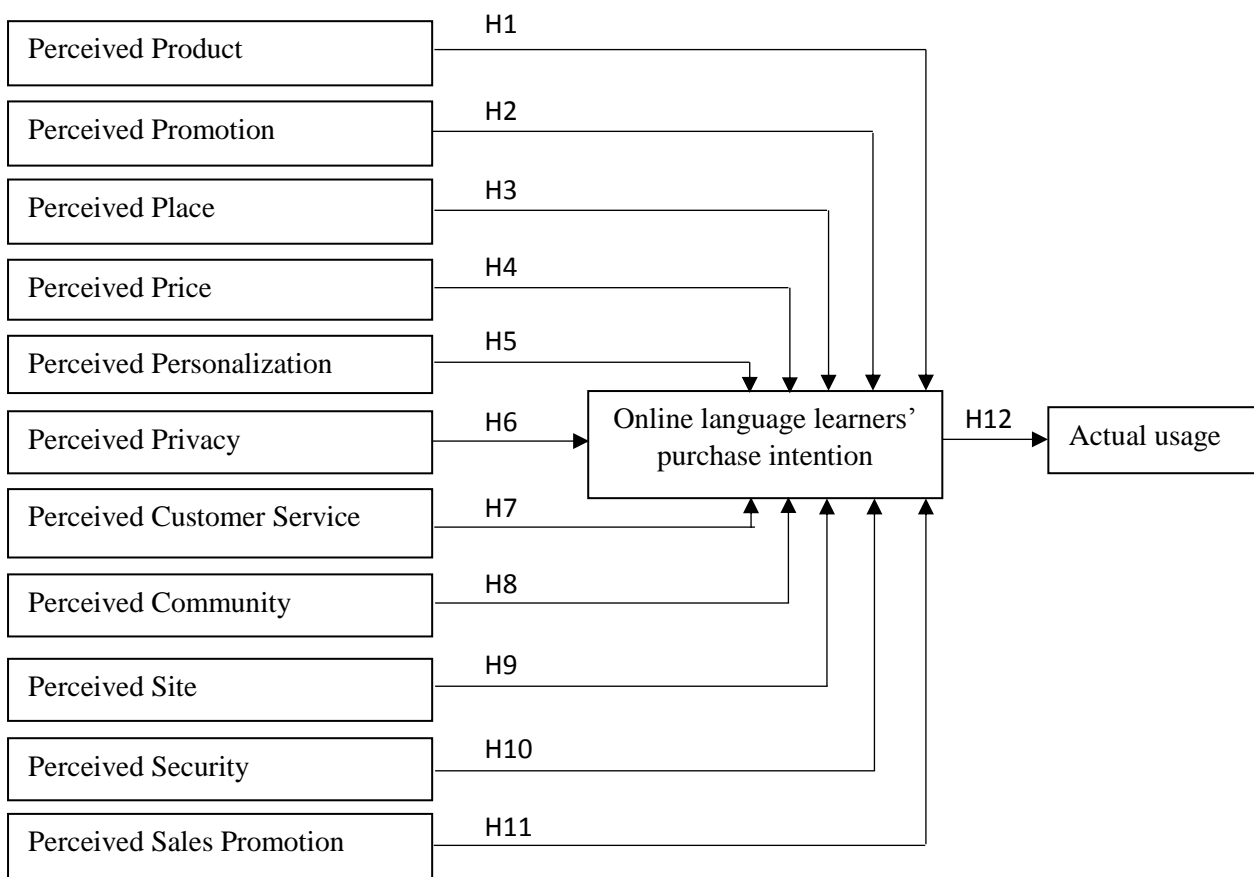 H1
Perceived Product
H2
Perceived Promotion
H3
Perceived Place
H4
Perceived Price
H5
Perceived Personalization
H6
Perceived Privacy
Online language learners’
purchase intention
H12
Actual usage
H7
Perceived Customer Service
H8
Perceived Community
H9
Perceived Site
H10
Perceived Security
H11
Perceived Sales Promotion